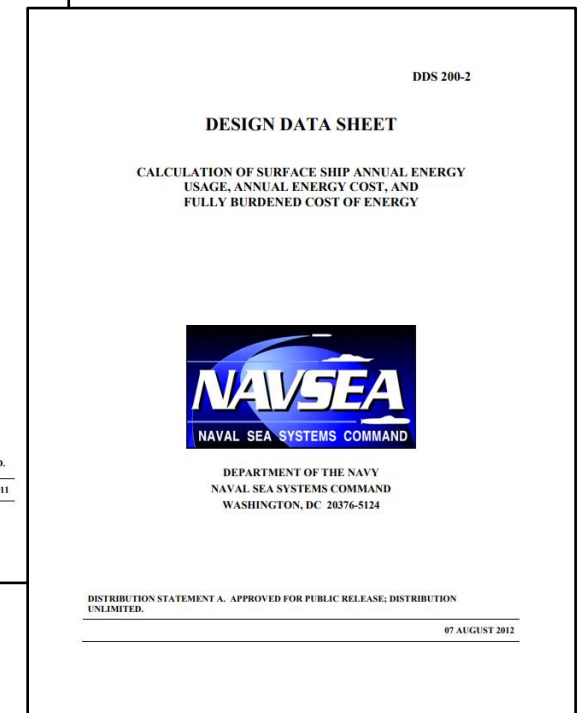 DDS 200-2
DESIGN DATA SHEET
CALCULATION OF SURFACE SHIP ANNUAL ENERGY
USAGE, ANNUAL ENERGY COST, AND
FULLY BURDENED COST OF ENERGY
NAVSEA
NAVAL SEA SYSTEMS COMMAND
DEPARTMENT OF THE NAVY
NAVAL SEA SYSTEMS COMMAND
WASHINGTON, DC 20376-5124
DISTRIBUTION STATEMENT A. APPROVED FOR PUBLIC RELEASE; DISTRIBUTION
UNLIMITED.
07 AUGUST 2012
11